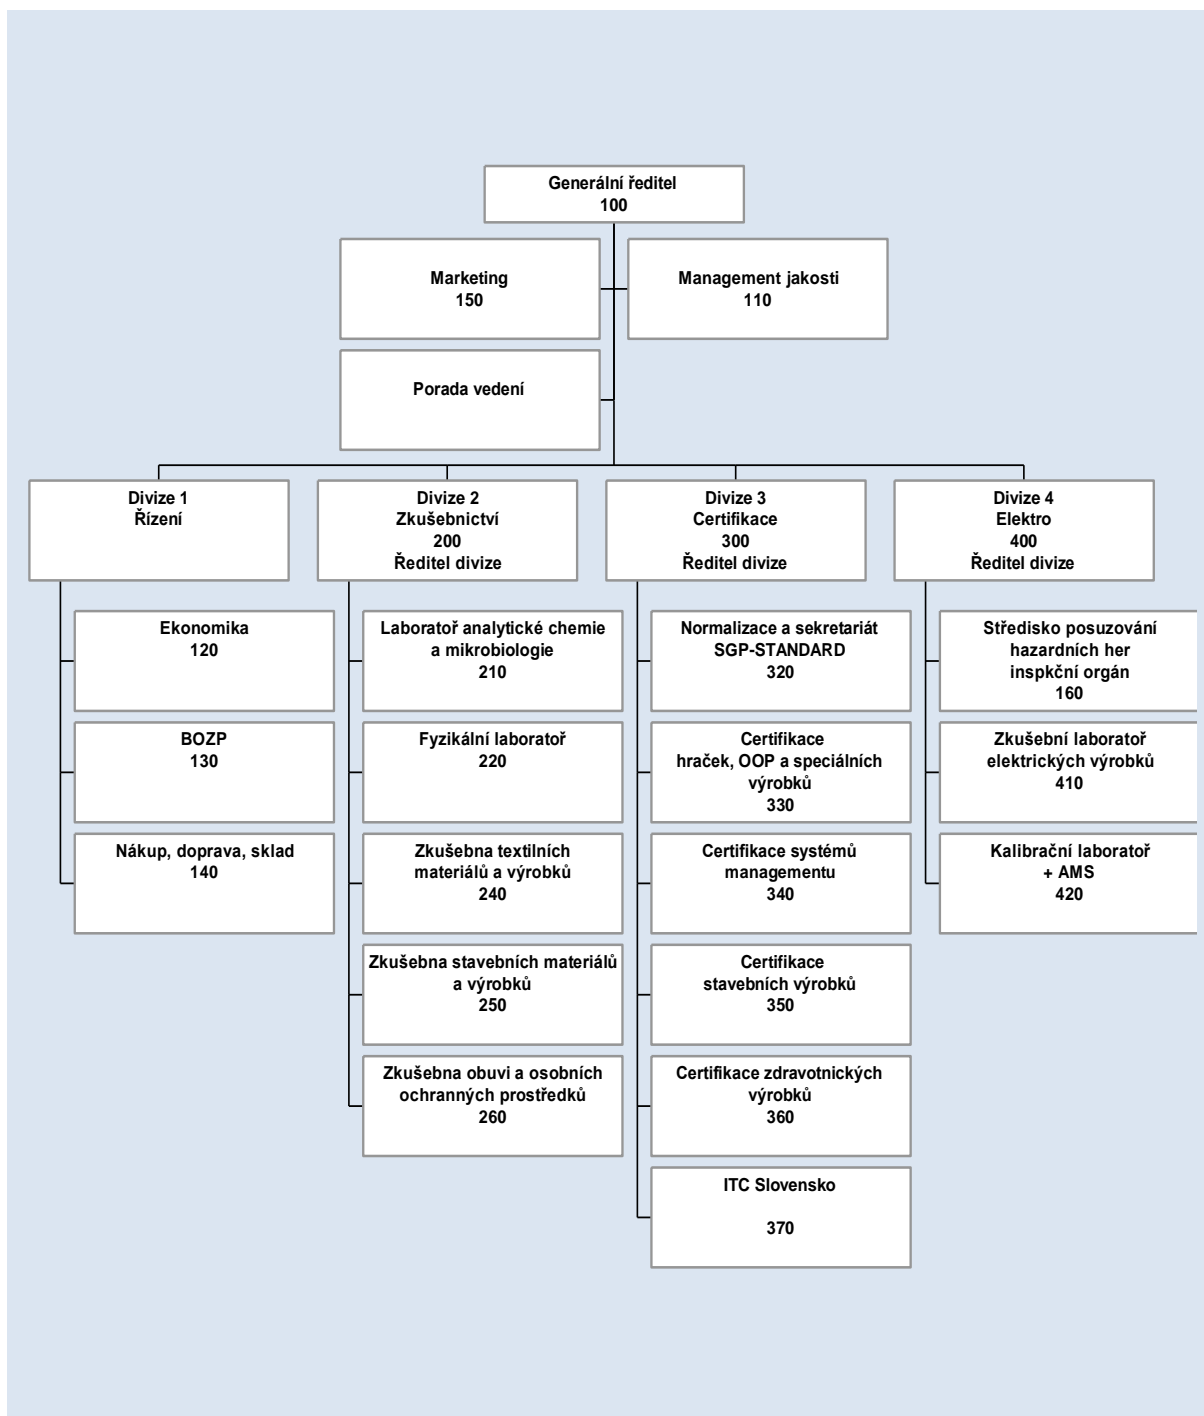 Generální ředitel
100
Marketing
150
Management jakosti
110
Porada vedení
Divize 1
Řízení
Divize 2
Zkušebnictví
200
Ředitel divize
Divize 3
Certifikace
300
Ředitel divize
Divize 4
Elektro
400
Ředitel divize
Ekonomika
120
BOZP
130
Nákup, doprava, sklad
140
Laboratoř analytické chemie
a mikrobiologie
210
Fyzikální laboratoř
220
Zkušebna textilních
materiálů a výrobků
240
Zkušebna stavebních materiálů
a výrobků
250
Zkušebna obuvi a osobních
ochranných prostředků
260
Normalizace a sekretariát
SGP-STANDARD
320
Certifikace
hraček, OOP a speciálních
výrobků
330
Certifikace systémů
managementu
340
Certifikace
stavebních výrobků
350
Certifikace zdravotnických
výrobků
360
ITC Slovensko
370
Středisko posuzování
hazardních her
inspkční orgán
160
Zkušební laboratoř
elektrických výrobků
410
Kalibrační laboratoř
+ AMS
420